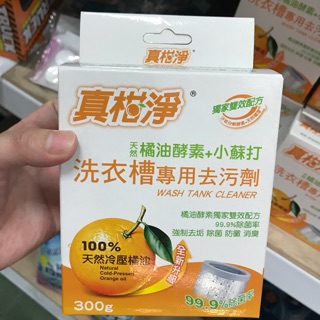 真柑淨®
獨家雙效配方
天然橘油酵素+小蘇打
洗衣槽專用去污劑
WASH TANK CLEANER
橘油酵素獨家雙效配方
99.9%除菌率
強制去垢 除菌 防黴 消臭
100%
天然冷壓橘油
Natural
Cold-Pressed
Orange oil
全新升級
300g
99.9%除菌率